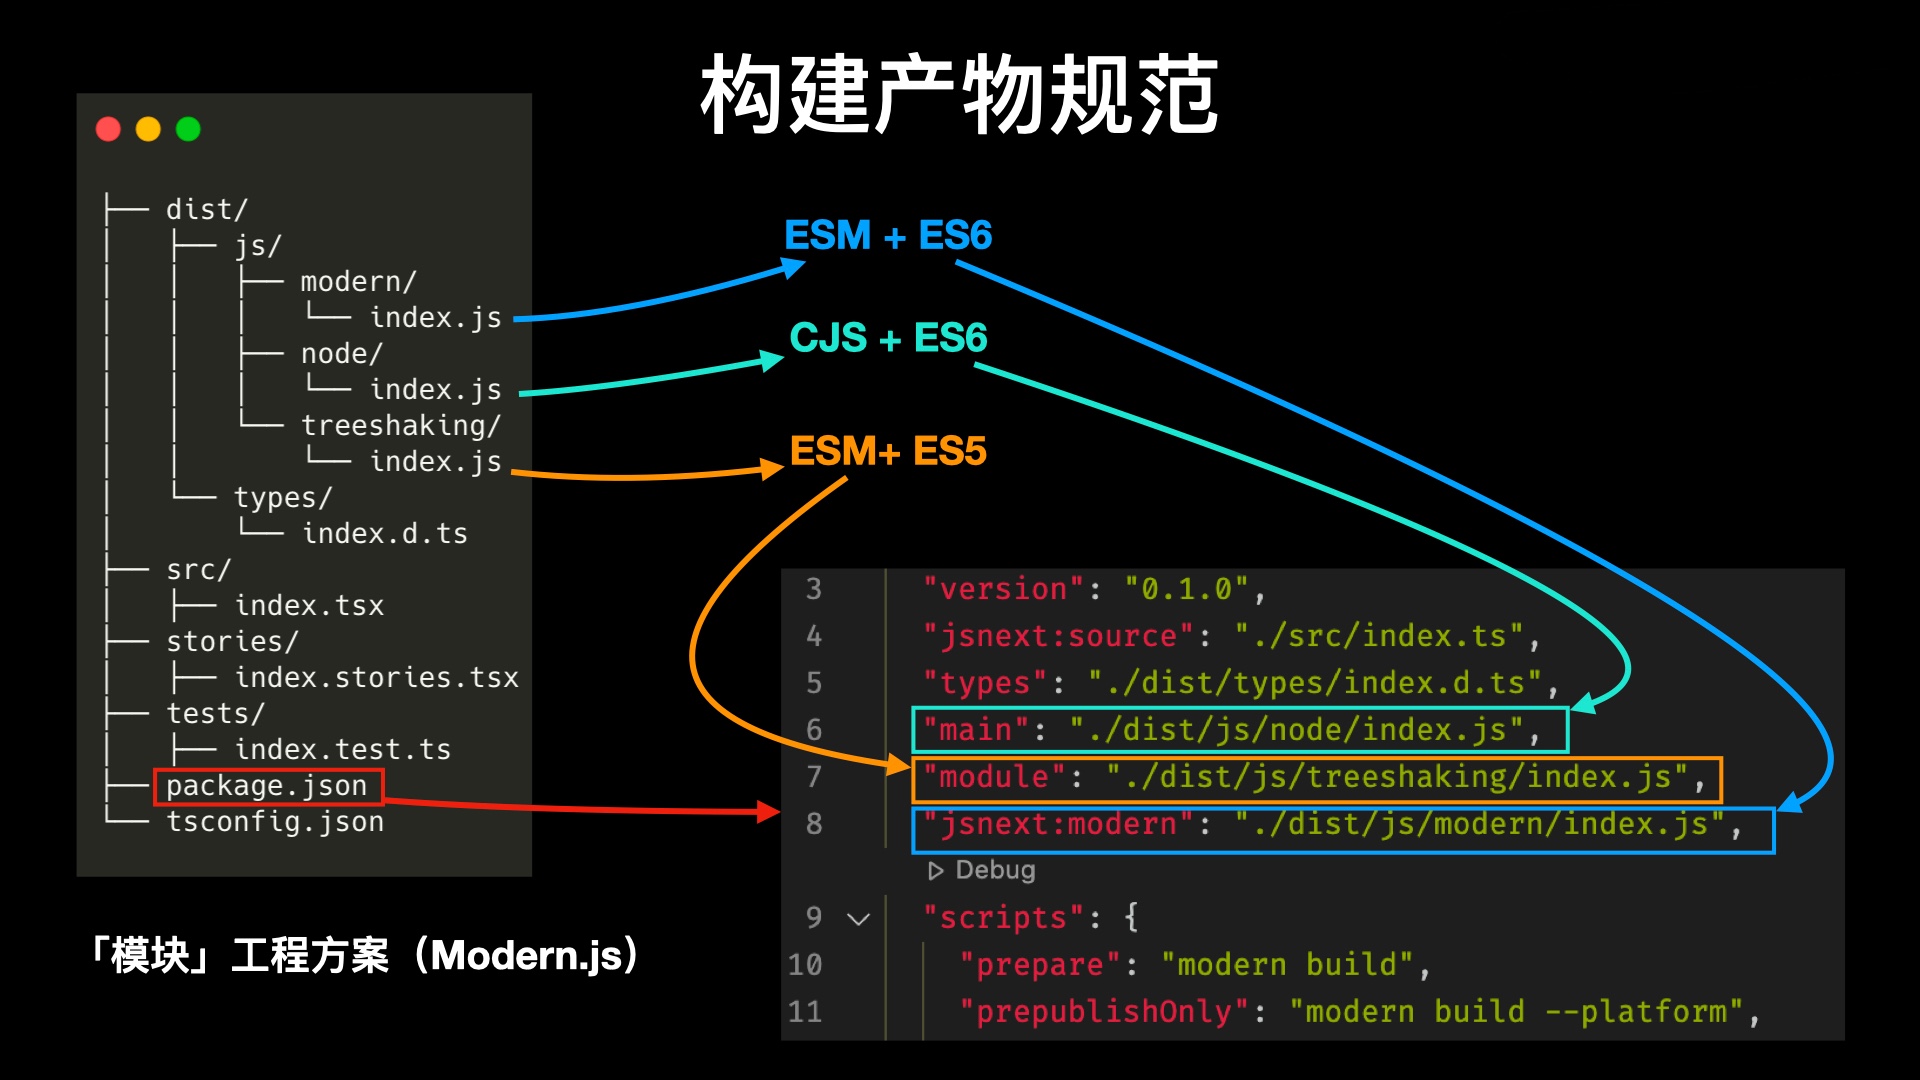 构建产物规范
├── dist/
│   ├── js/
│   │   ├── modern/
│   │   │   └── index.js
│   │   ├── node/
│   │   │   └── index.js
│   │   └── treeshaking/
│   │       └── index.js
│   └── types/
│       └── index.d.ts
├── src/
│   ├── index.tsx
├── stories/
│   ├── index.stories.tsx
├── tests/
│   ├── index.test.ts
├── package.json
└── tsconfig.json
「模块」工程方案（Modern.js）
ESM + ES6
CJS + ES6
ESM+ ES5
3 "version": "0.1.0",
4 "jsnext:source": "./src/index.ts",
5 "types": "./dist/types/index.d.ts",
6 "main": "./dist/js/node/index.js",
7 "module": "./dist/js/treeshaking/index.js",
8 "jsnext:modern": "./dist/js/modern/index.js",
Debug
9 "scripts": {
10 "prepare": "modern build",
11 "prepublishOnly": "modern build --platform",